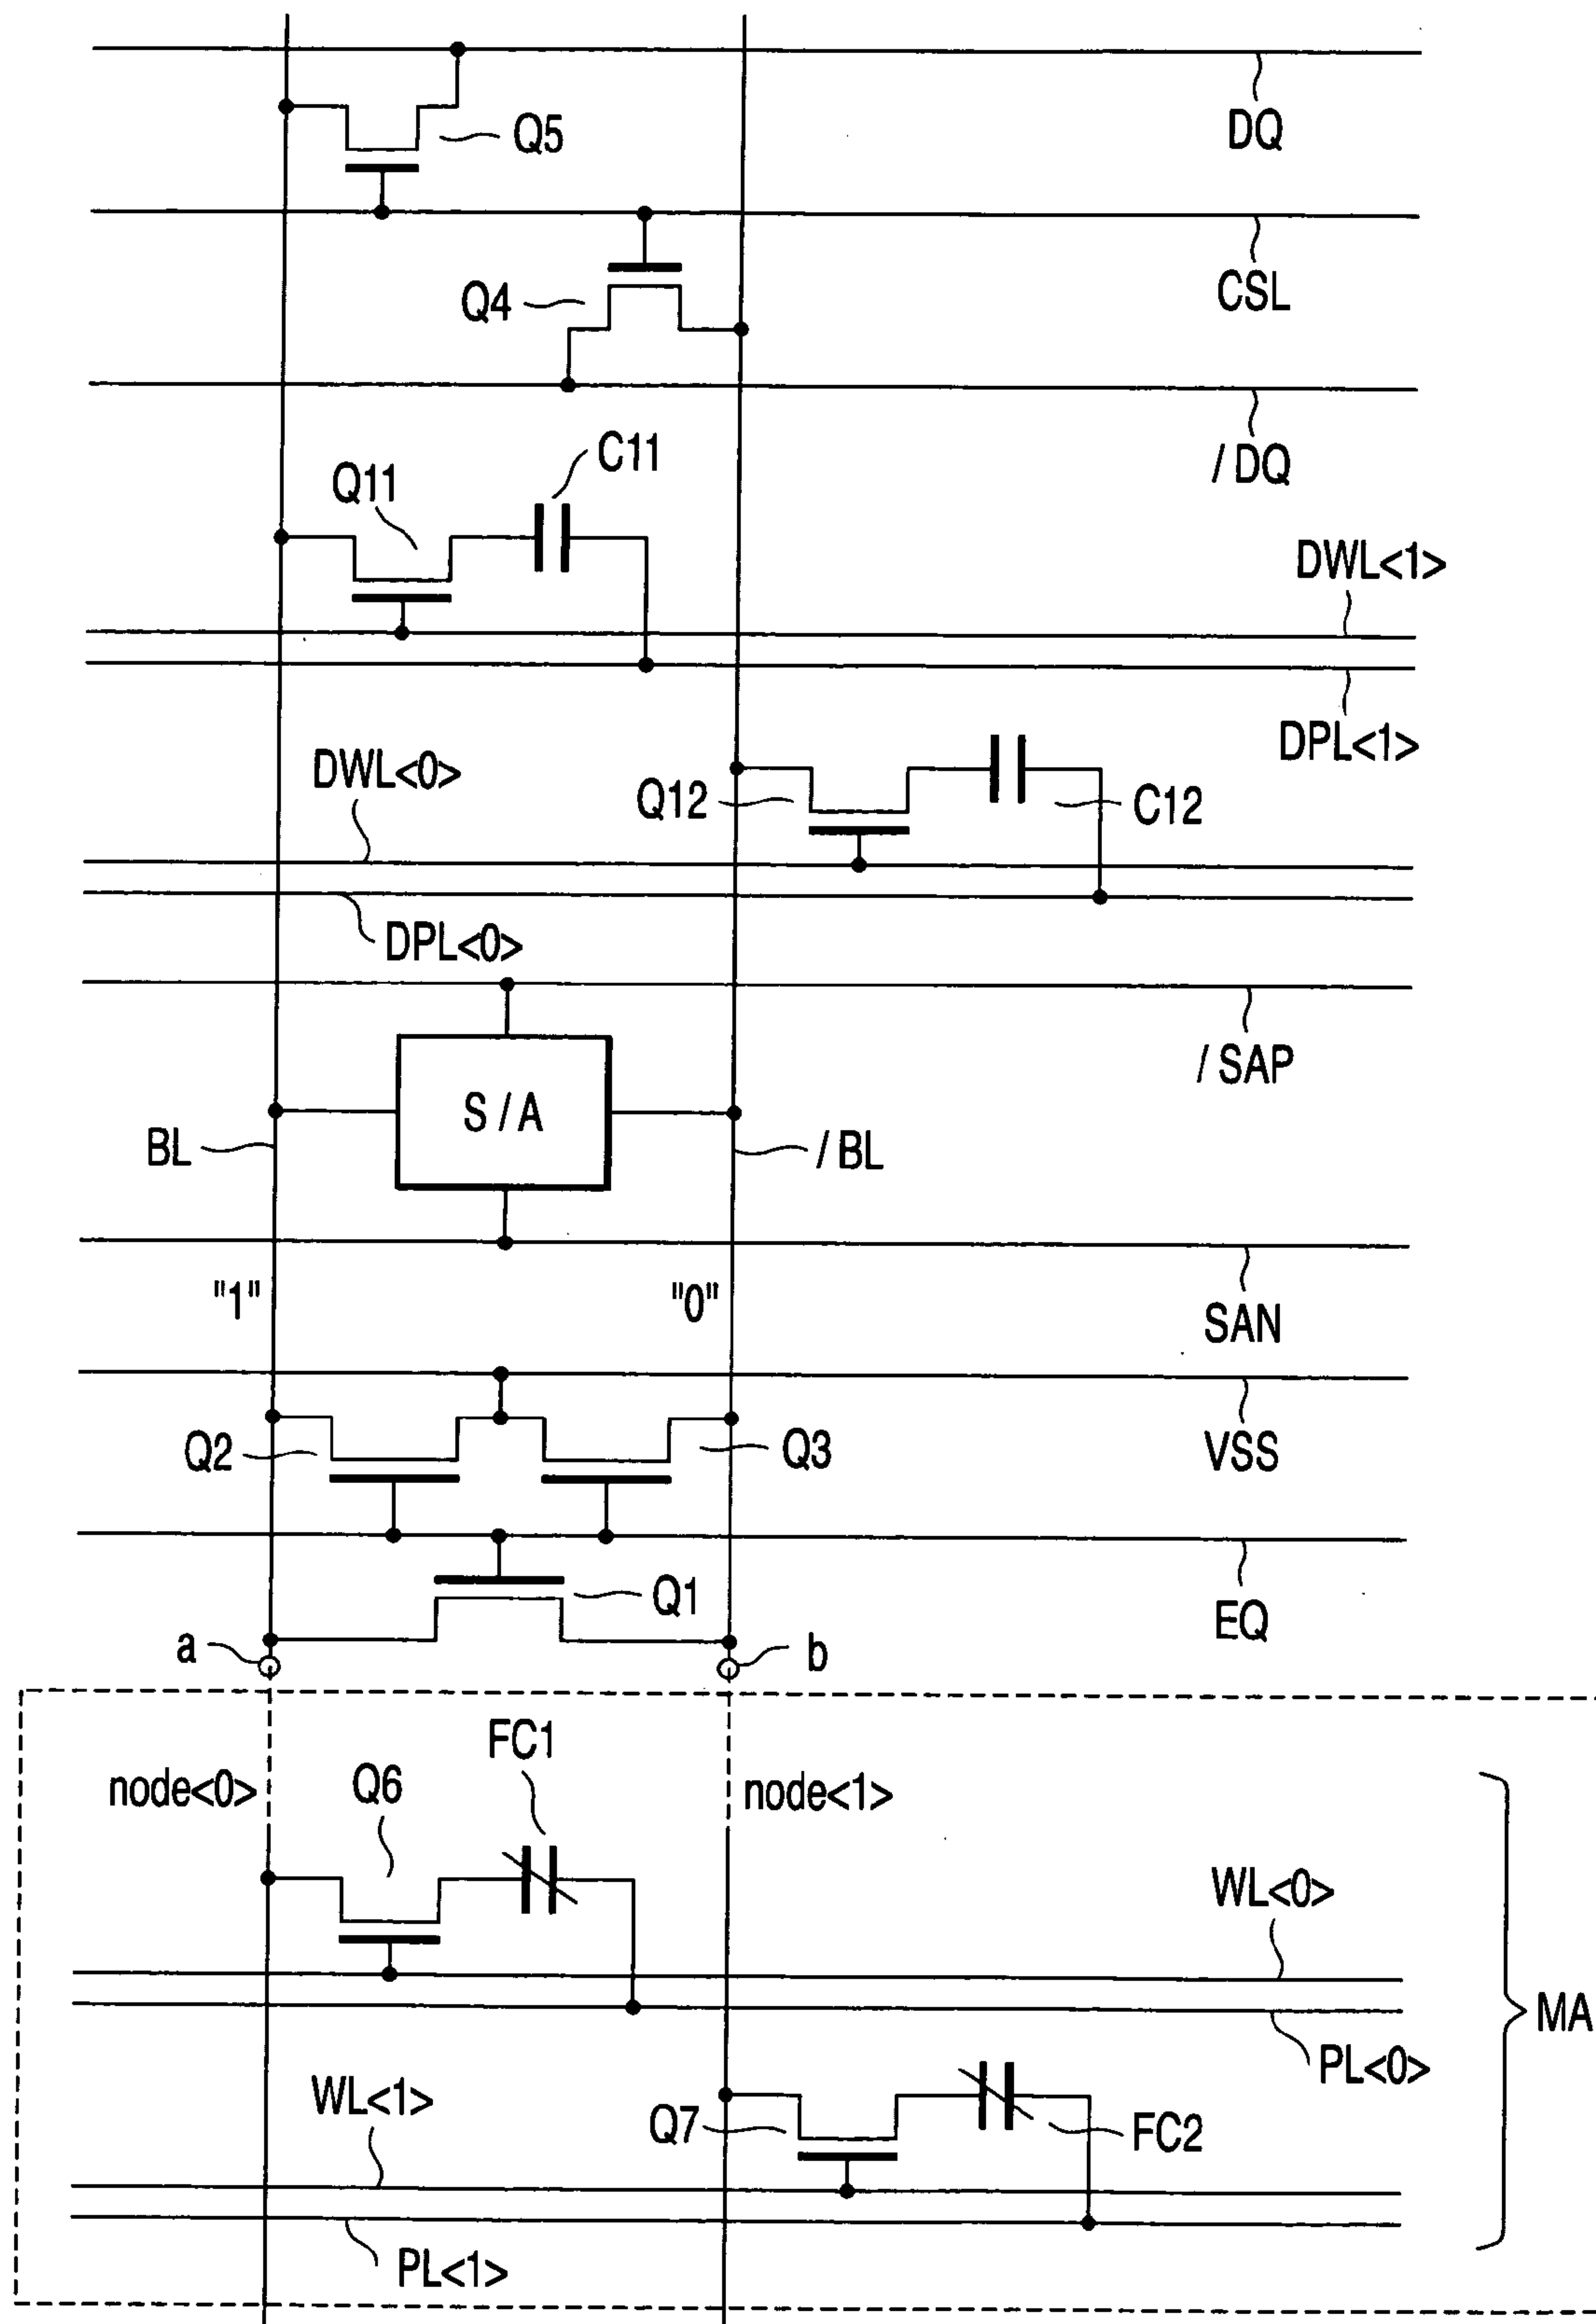 DQ
Q5
CSL
Q4
/ DQ
C11
Q11
DWL<1>
DPL<1>
DWL<0>
Q12
C12
DPL<0>
/ SAP
S / A
BL
/ BL
"1"
"0"
SAN
Q2
Q3
VSS
Q1
EQ
a
b
FC1
node<0>
Q6
node<1>
WL<0>
MA
PL<0>
WL<1>
Q7
FC2
PL<1>